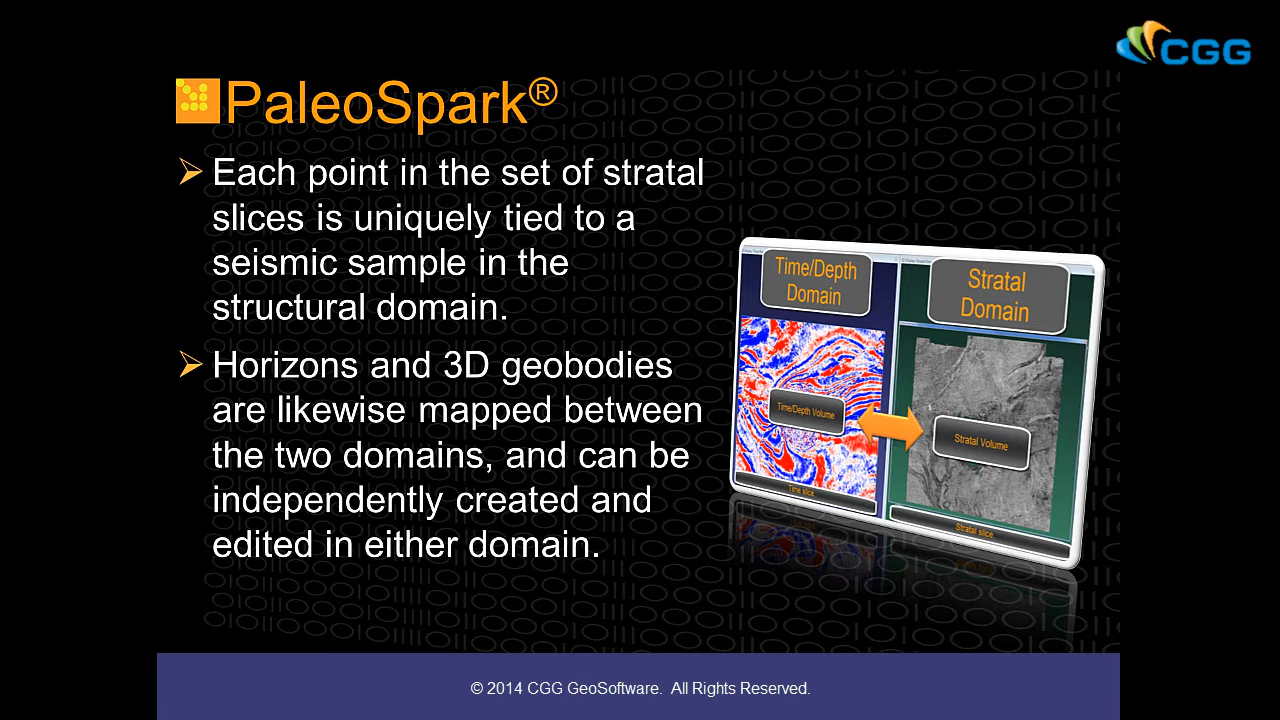 CGG
PaleoSpark®
Each point in the set of stratal
slices is uniquely tied to a
seismic sample in the
structural domain.
Horizons and 3D geobodies
are likewise mapped between
the two domains, and can be
independently created and
edited in either domain.
Time/Depth
Domain
Time/Depth Volume
Time slice
Stratal
Domain
Stratal Volume
Stratal slice
© 2014 CGG GeoSoftware. All Rights Reserved.